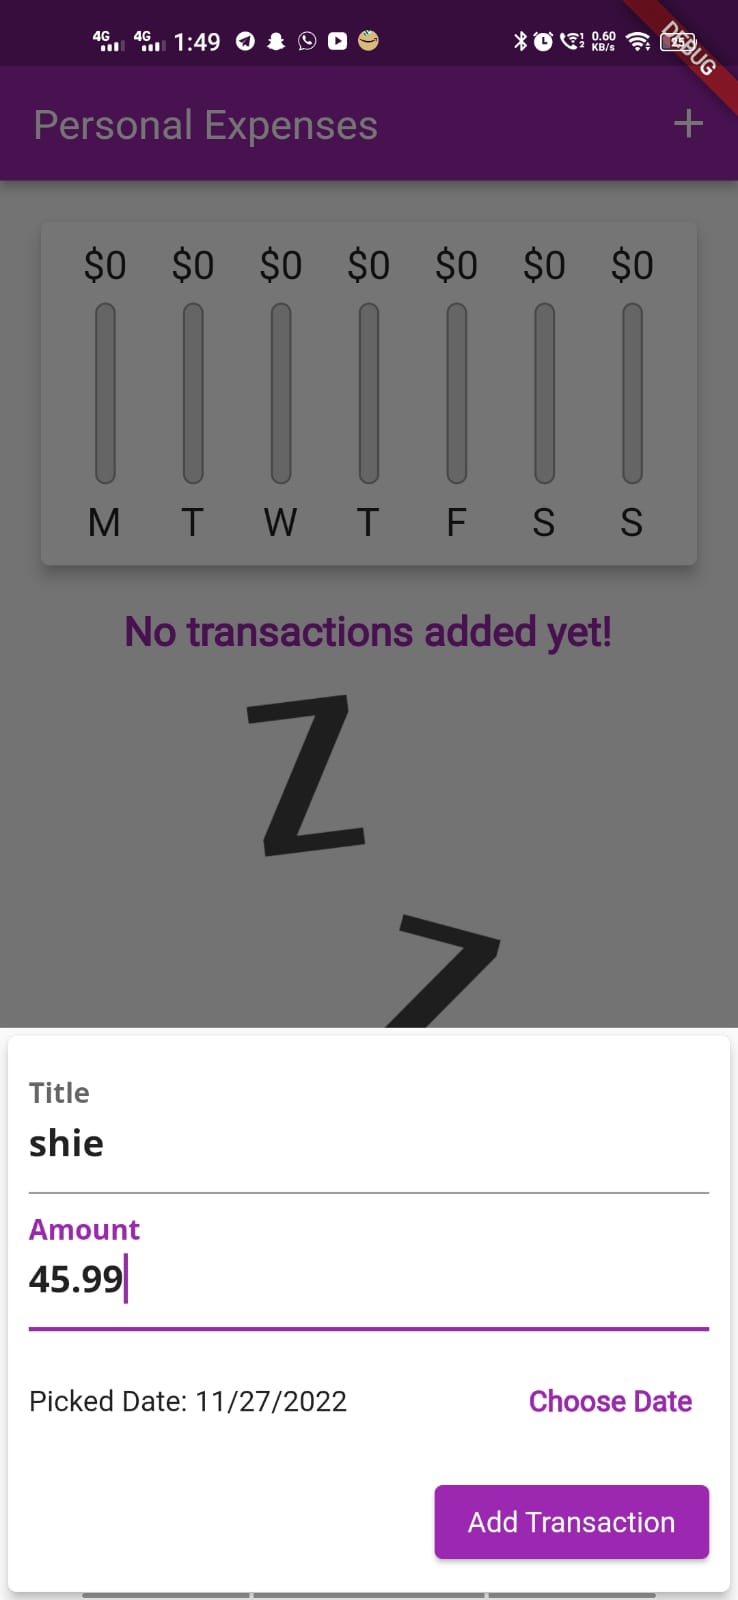 4G 4G 1:49 0.60 KB/s 25
DEBUG
Personal Expenses +
$0 $0 $0 $0 $0 $0 $0
M T W T F S S
No transactions added yet!
Z
Z
Title
shie
Amount
45.99
Picked Date: 11/27/2022 Choose Date
Add Transaction